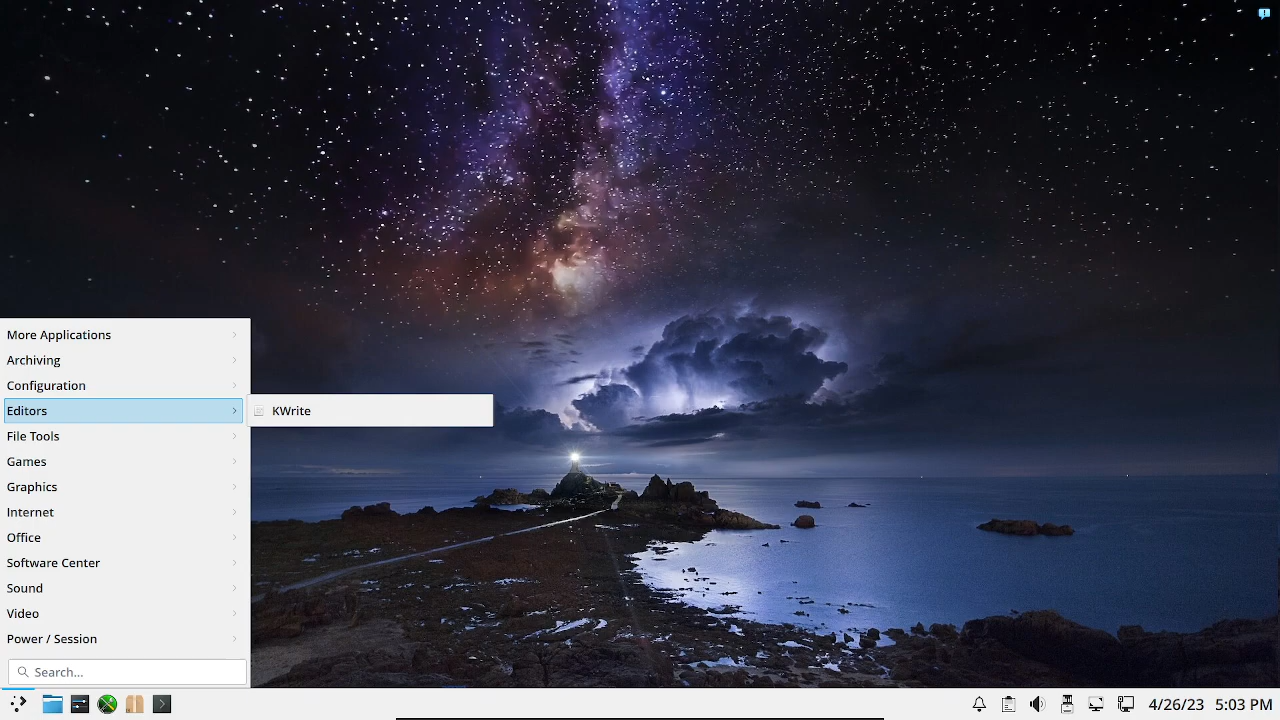 More Applications
Archiving
Configuration
Editors
KWrite
File Tools
Games
Graphics
Internet
Office
Software Center
Sound
Video
Power / Session
Search...
4/26/23 5:03 PM